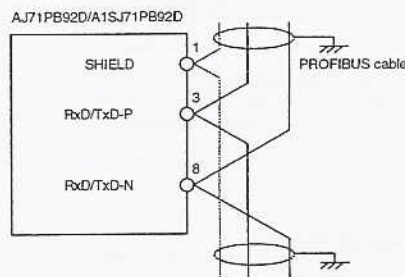 AJ71PB92D/A1SJ71PB92D
1
SHIELD
PROFIBUS cable
3
RxD/TxD-P
8
RxD/TxD-N